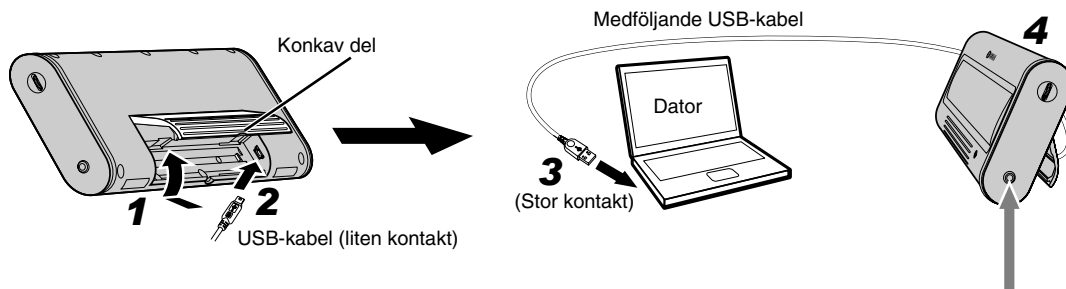 Konkav del
1
2
USB-kabel (liten kontakt)
Medföljande USB-kabel
Dator
3
(Stor kontakt)
4